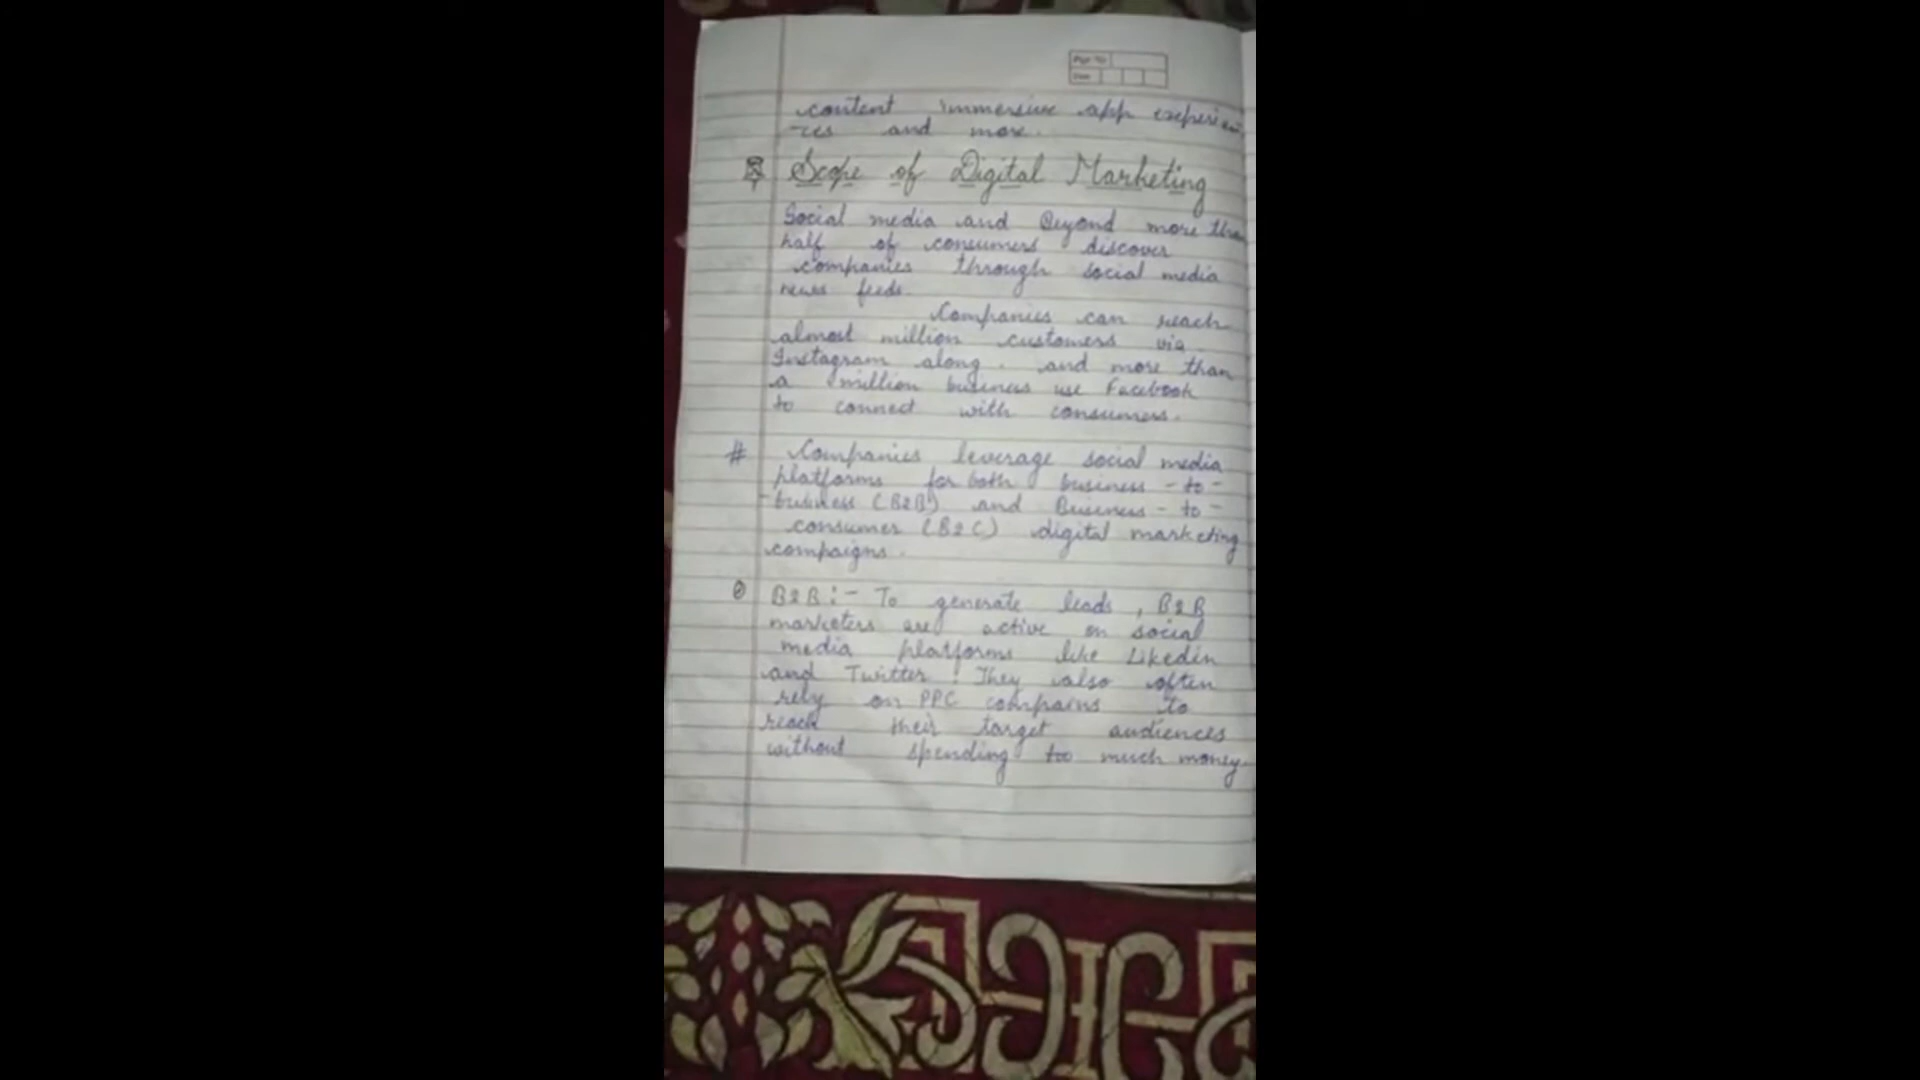 Page No.
Date
content immersive app experien
-ces and more.
Scope of Digital Marketing
Social media and Beyond more than
half of consumers discover
companies through social media
news feeds.
Companies can reach
almost million customers via
Instagram along. and more than
a million business use Facebook
to connect with consumers.
# Companies leverage social media
platforms for both business - to -
- business (B2B) and Business - to -
consumer (B2C) digital marketing
compaigns.
B2B :- To generate leads, B2B
marketers are active on social
media platforms like Likedin
and Twitter. They also often
rely on PPC compains to
reach their target audiences
without spending too much money.